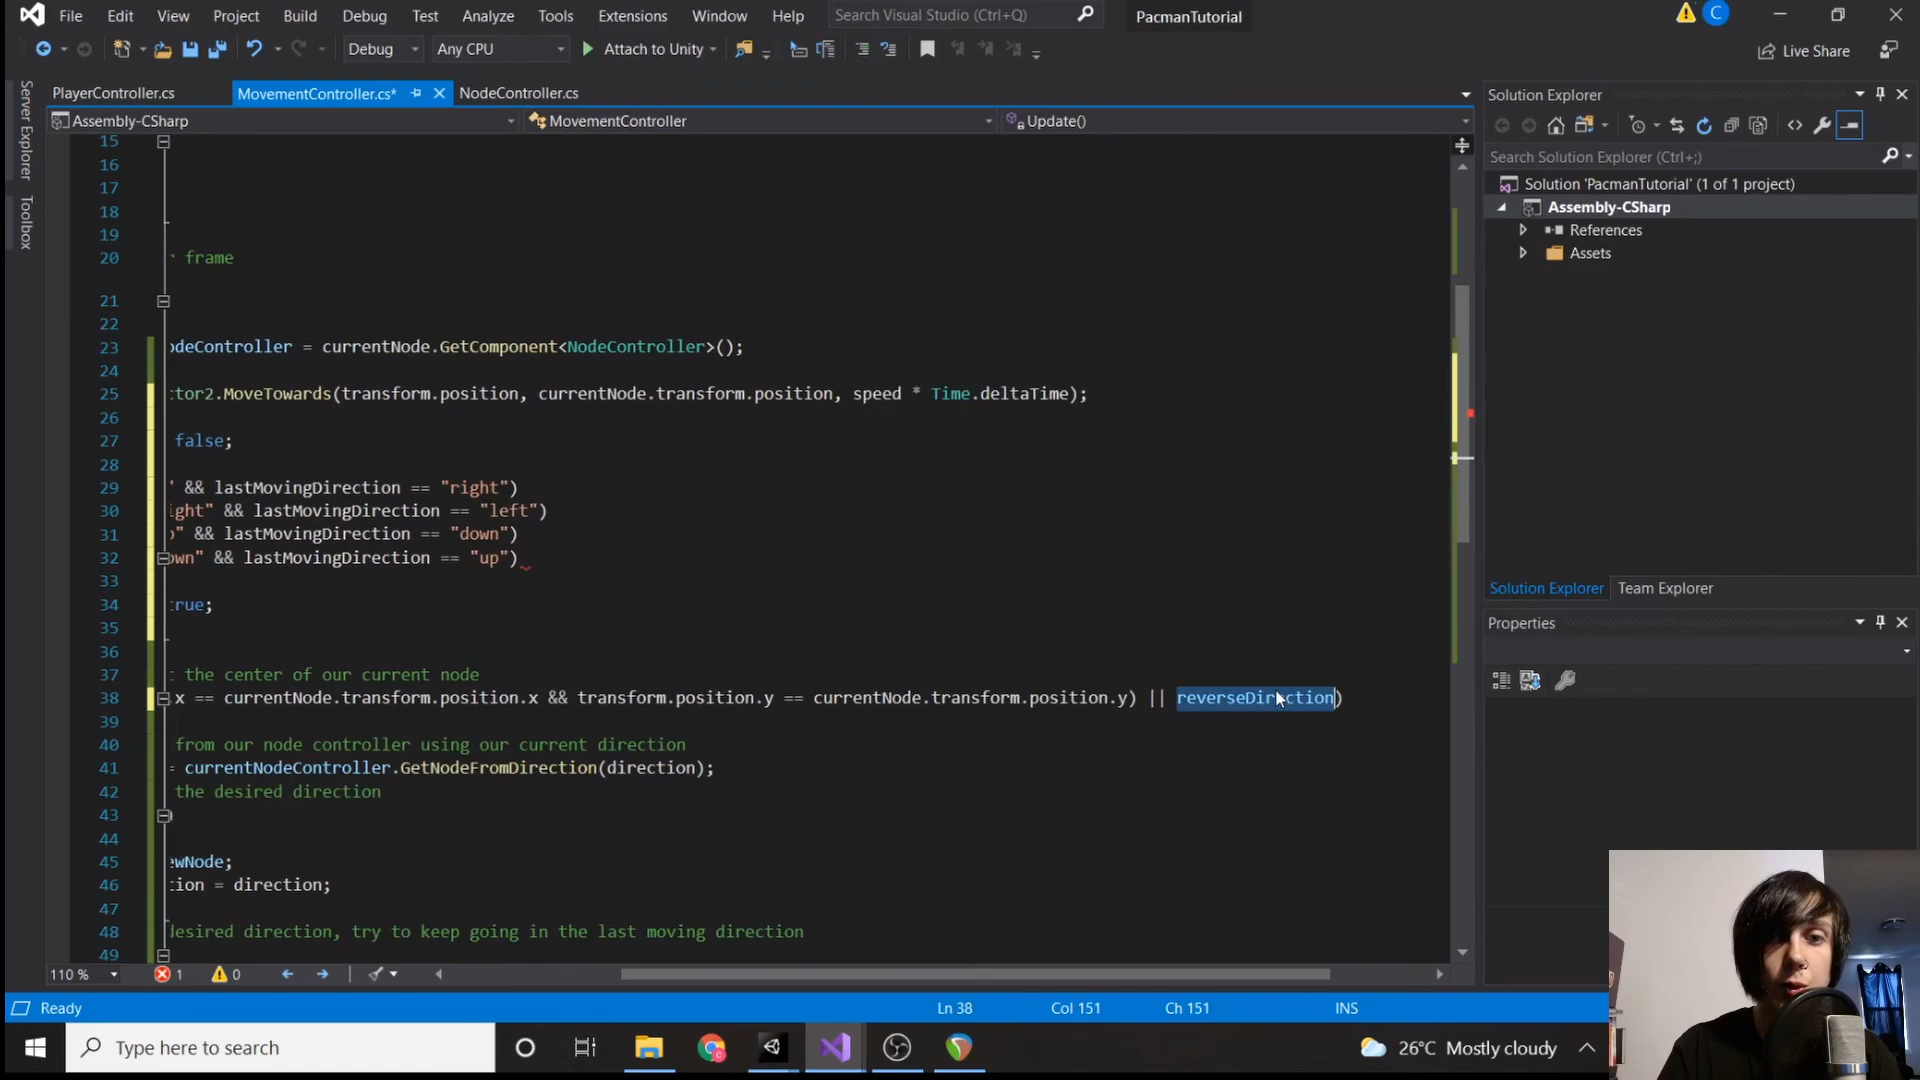 File Edit View Project Build Debug Test Analyze Tools Extensions Window Help Search Visual Studio (Ctrl+Q) PacmanTutorial C
Debug Any CPU Attach to Unity Live Share
Server Explorer
Toolbox
PlayerController.cs MovementController.cs* NodeController.cs
Assembly-CSharp MovementController Update()
15
16
17
18
19
20 frame
21
22
23 odeController = currentNode.GetComponent<NodeController>();
24
25 ctor2.MoveTowards(transform.position, currentNode.transform.position, speed * Time.deltaTime);
26
27 false;
28
29 " && lastMovingDirection == "right")
30 ight" && lastMovingDirection == "left")
31 p" && lastMovingDirection == "down")
32 own" && lastMovingDirection == "up")
33
34 true;
35
36
37 the center of our current node
38 x == currentNode.transform.position.x && transform.position.y == currentNode.transform.position.y) || reverseDirection)
39
40 from our node controller using our current direction
41 = currentNodeController.GetNodeFromDirection(direction);
42 the desired direction
43 )
44
45 ewNode;
46 tion = direction;
47
48 desired direction, try to keep going in the last moving direction
49
110 % 1 0
Solution Explorer
Search Solution Explorer (Ctrl+;)
Solution 'PacmanTutorial' (1 of 1 project)
Assembly-CSharp
References
Assets
Solution Explorer Team Explorer
Properties
Ready Ln 38 Col 151 Ch 151 INS
Type here to search 26°C Mostly cloudy